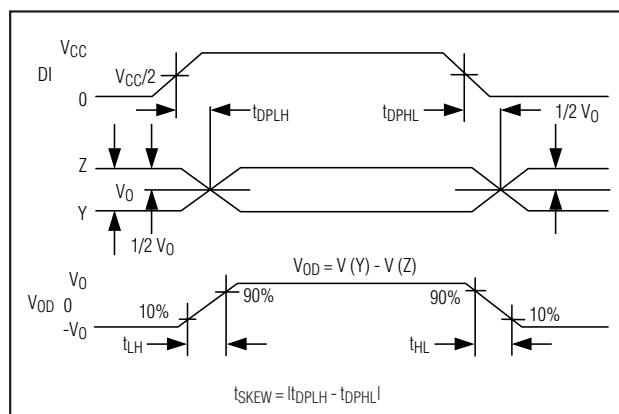 VCC
DI
VCC/2
0
tDPLH
tDPHL
1/2 VO
Z
VO
Y
1/2 VO
VO
VOD = V (Y) - V (Z)
VOD 0
-VO
10%
90%
90%
10%
tLH
tHL
tSKEW = |tDPLH - tDPHL|